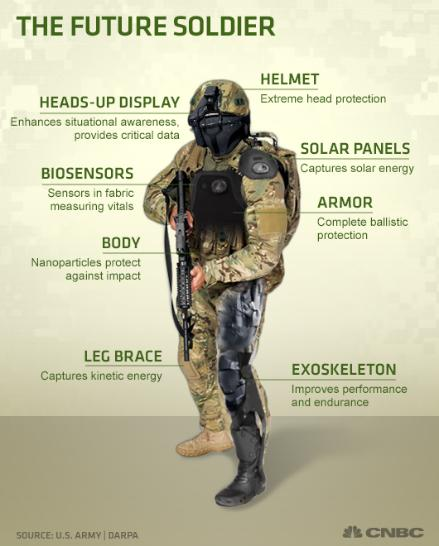 THE FUTURE SOLDIER
HELMET
Extreme head protection
HEADS-UP DISPLAY
Enhances situational awareness,
provides critical data
SOLAR PANELS
Captures solar energy
BIOSENSORS
Sensors in fabric
measuring vitals
ARMOR
Complete ballistic
protection
BODY
Nanoparticles protect
against impact
LEG BRACE
Captures kinetic energy
EXOSKELETON
Improves performance
and endurance
SOURCE: U.S. ARMY | DARPA
CNBC